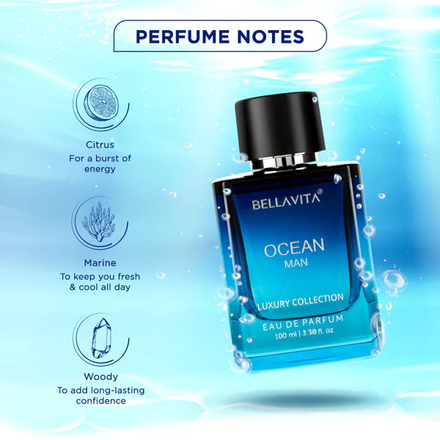 PERFUME NOTES
Citrus
For a burst of
energy
Marine
To keep you fresh
& cool all day
Woody
To add long-lasting
confidence
BELLAVITA®
OCEAN
MAN
LUXURY COLLECTION
EAU DE PARFUM
100 ml | 3.38 fl. oz